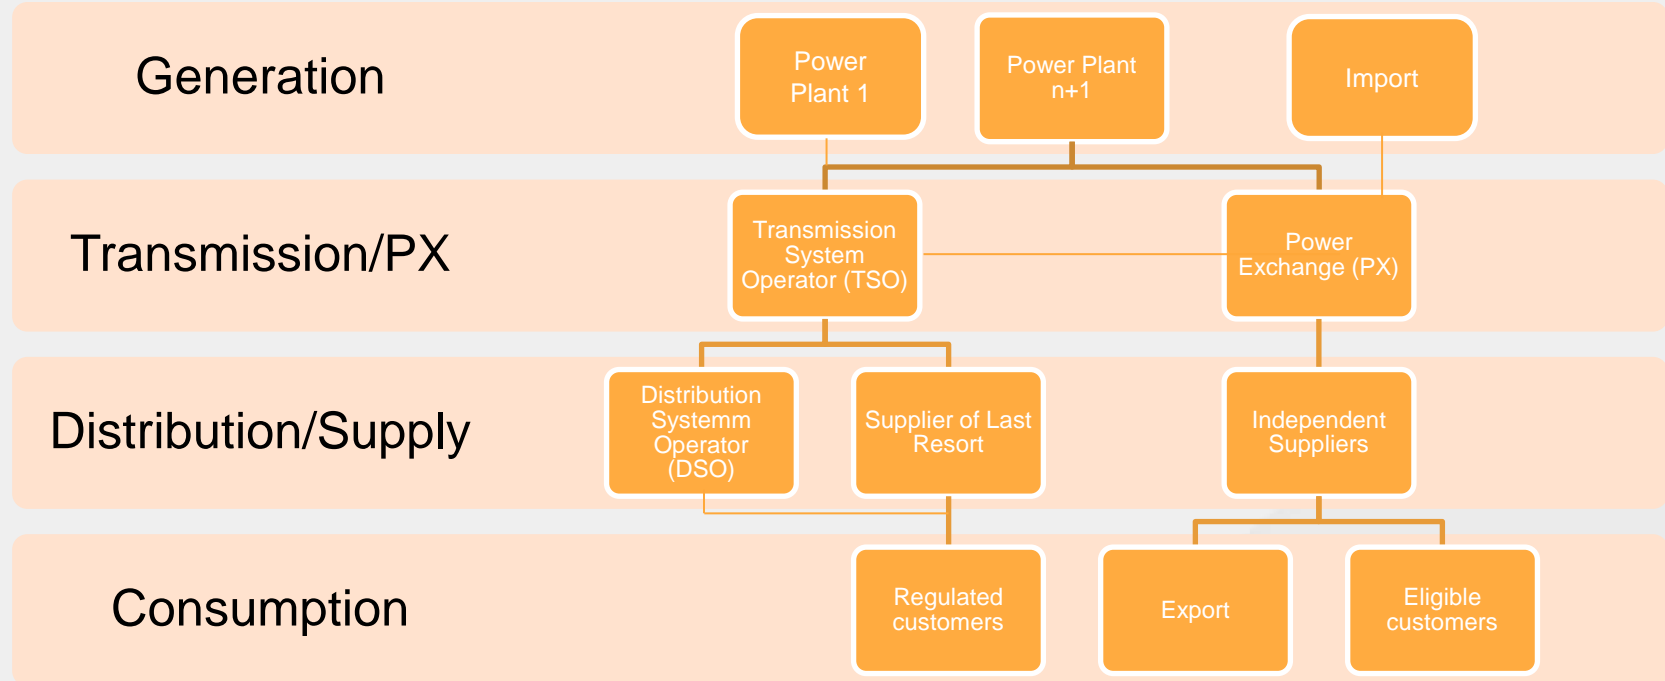 Generation
Power
Plant 1
Power Plant
n+1
Import
Transmission/PX
Transmission
System
Operator (TSO)
Power
Exchange (PX)
Distribution/Supply
Distribution
Systemm
Operator
(DSO)
Supplier of Last
Resort
Independent
Suppliers
Consumption
Regulated
customers
Export
Eligible
customers